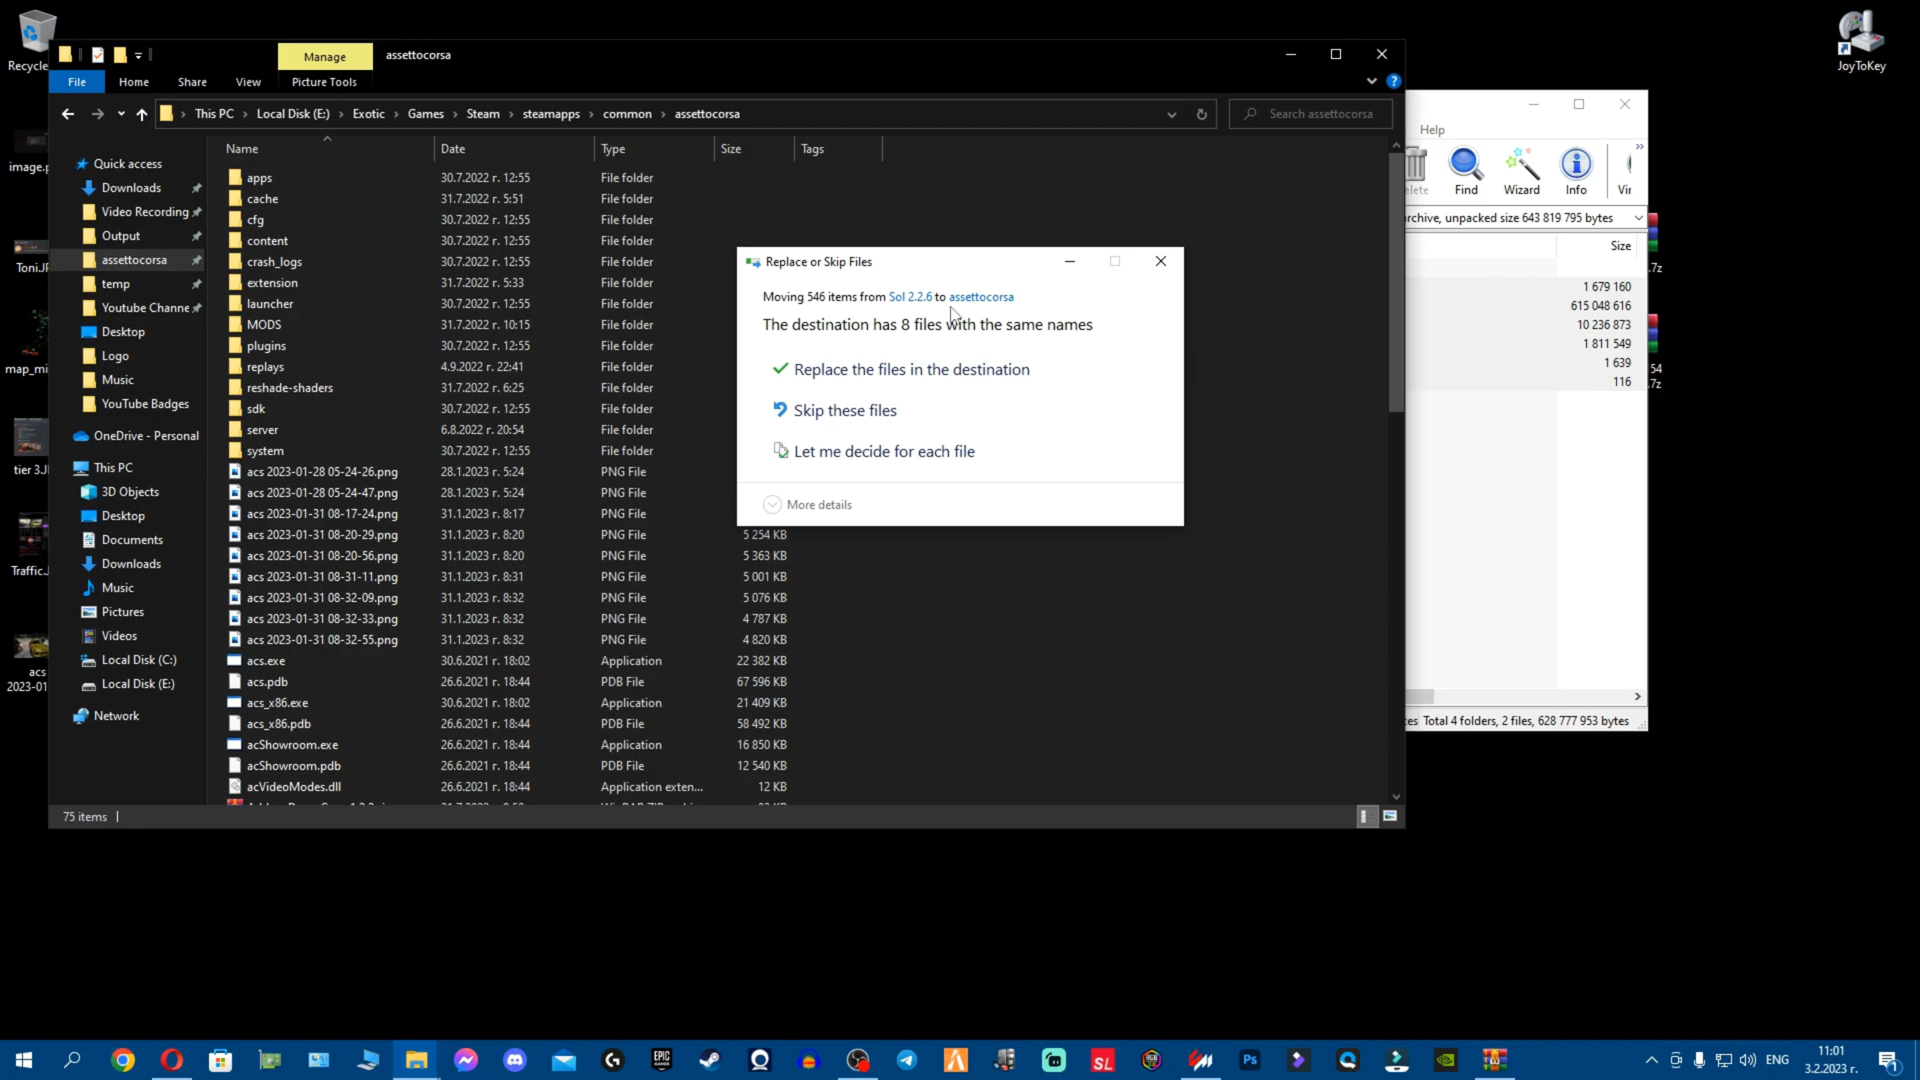 Recycle
JoyToKey
image.p
ToniJP
map_mi
tier 3.JI
Traffic.J
acs
2023-01
Manage
assettocorsa
File
Home
Share
View
Picture Tools
This PC
Local Disk (E:)
Exotic
Games
Steam
steamapps
common
assettocorsa
Search assettocorsa
Name
Date
Type
Size
Tags
Quick access
Downloads
Video Recording
Output
assettocorsa
temp
Youtube Channe
Desktop
Logo
Music
YouTube Badges
OneDrive - Personal
This PC
3D Objects
Desktop
Documents
Downloads
Music
Pictures
Videos
Local Disk (C:)
Local Disk (E:)
Network
apps 30.7.2022 г. 12:55 File folder
cache 31.7.2022 г. 5:51 File folder
cfg 30.7.2022 г. 12:55 File folder
content 30.7.2022 г. 12:55 File folder
crash_logs 30.7.2022 г. 12:55 File folder
extension 31.7.2022 г. 5:33 File folder
launcher 30.7.2022 г. 12:55 File folder
MODS 31.7.2022 г. 10:15 File folder
plugins 30.7.2022 г. 12:55 File folder
replays 4.9.2022 г. 22:41 File folder
reshade-shaders 31.7.2022 г. 6:25 File folder
sdk 30.7.2022 г. 12:55 File folder
server 6.8.2022 г. 20:54 File folder
system 30.7.2022 г. 12:55 File folder
acs 2023-01-28 05-24-26.png 28.1.2023 г. 5:24 PNG File
acs 2023-01-28 05-24-47.png 28.1.2023 г. 5:24 PNG File
acs 2023-01-31 08-17-24.png 31.1.2023 г. 8:17 PNG File
acs 2023-01-31 08-20-29.png 31.1.2023 г. 8:20 PNG File 5 254 KB
acs 2023-01-31 08-20-56.png 31.1.2023 г. 8:20 PNG File 5 363 KB
acs 2023-01-31 08-31-11.png 31.1.2023 г. 8:31 PNG File 5 001 KB
acs 2023-01-31 08-32-09.png 31.1.2023 г. 8:32 PNG File 5 076 KB
acs 2023-01-31 08-32-33.png 31.1.2023 г. 8:32 PNG File 4 787 KB
acs 2023-01-31 08-32-55.png 31.1.2023 г. 8:32 PNG File 4 820 KB
acs.exe 30.6.2021 г. 18:02 Application 22 382 KB
acs.pdb 26.6.2021 г. 18:44 PDB File 67 596 KB
acs_x86.exe 30.6.2021 г. 18:02 Application 21 409 KB
acs_x86.pdb 26.6.2021 г. 18:44 PDB File 58 492 KB
acShowroom.exe 26.6.2021 г. 18:44 Application 16 850 KB
acShowroom.pdb 26.6.2021 г. 18:44 PDB File 12 540 KB
acVideoModes.dll 26.6.2021 г. 18:44 Application exten... 12 KB
75 items
Replace or Skip Files
Moving 546 items from Sol 2.2.6 to assettocorsa
The destination has 8 files with the same names
Replace the files in the destination
Skip these files
Let me decide for each file
More details
Help
elete
Find
Wizard
Info
Vir
rchive, unpacked size 643 819 795 bytes
Size
1 679 160
615 048 616
10 236 873
1 811 549
1 639
116
.7z
54
.7z
es Total 4 folders, 2 files, 628 777 953 bytes
EPIC
GAMES
SL
Ps
ENG
11:01
3.2.2023 г.
1